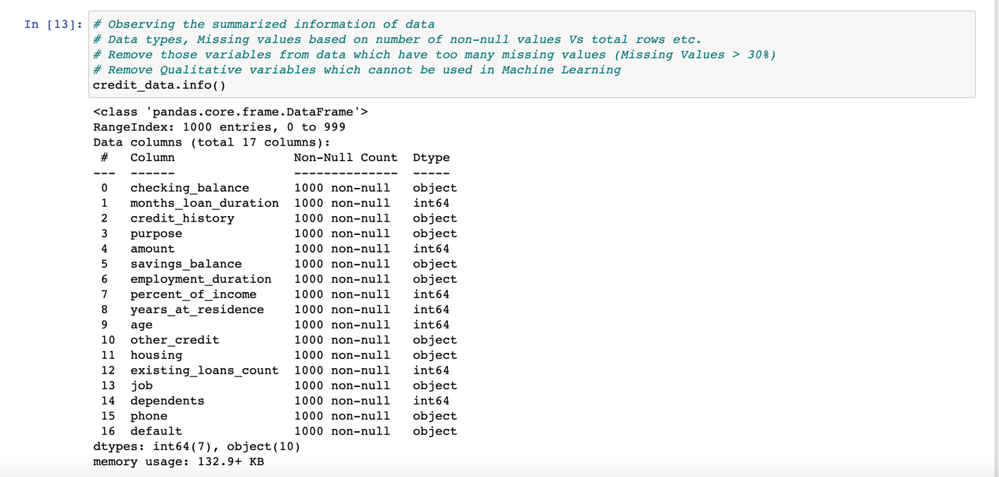 In [13]: # Observing the summarized information of data
# Data types, Missing values based on number of non-null values Vs total rows etc.
# Remove those variables from data which have too many missing values (Missing Values > 30%)
# Remove Qualitative variables which cannot be used in Machine Learning
credit_data.info()
<class 'pandas.core.frame.DataFrame'>
RangeIndex: 1000 entries, 0 to 999
Data columns (total 17 columns):
 #   Column                Non-Null Count  Dtype
---  ------                --------------  -----
 0   checking_balance      1000 non-null   object
 1   months_loan_duration  1000 non-null   int64
 2   credit_history        1000 non-null   object
 3   purpose               1000 non-null   object
 4   amount                1000 non-null   int64
 5   savings_balance       1000 non-null   object
 6   employment_duration   1000 non-null   object
 7   percent_of_income     1000 non-null   int64
 8   years_at_residence    1000 non-null   int64
 9   age                   1000 non-null   int64
 10  other_credit          1000 non-null   object
 11  housing               1000 non-null   object
 12  existing_loans_count  1000 non-null   int64
 13  job                   1000 non-null   object
 14  dependents            1000 non-null   int64
 15  phone                 1000 non-null   object
 16  default               1000 non-null   object
dtypes: int64(7), object(10)
memory usage: 132.9+ KB